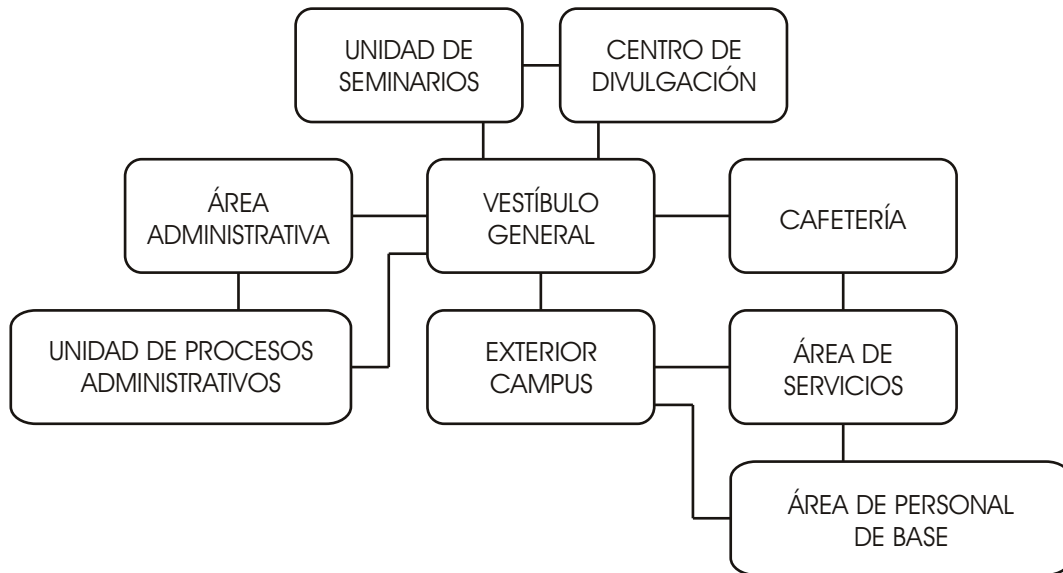 UNIDAD DE
SEMINARIOS
CENTRO DE
DIVULGACIÓN
ÁREA
ADMINISTRATIVA
VESTÍBULO
GENERAL
CAFETERÍA
UNIDAD DE PROCESOS
ADMINISTRATIVOS
EXTERIOR
CAMPUS
ÁREA DE
SERVICIOS
ÁREA DE PERSONAL
DE BASE